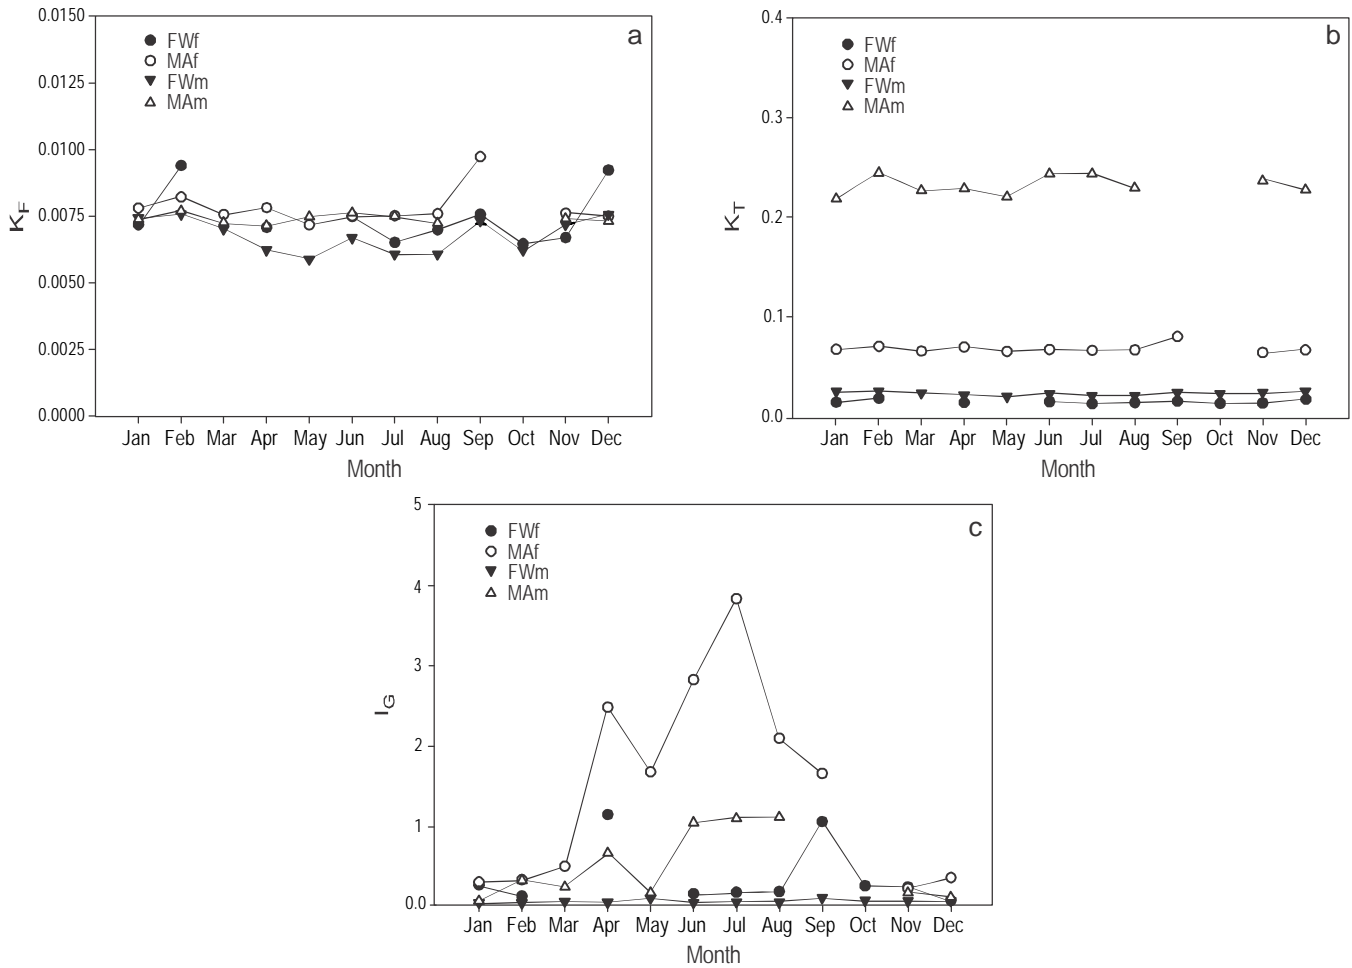 a
0.0150
0.0125
0.0100
0.0075
0.0050
0.0025
0.0000
K_F
FWf
MAf
FWm
MAm
Jan Feb Mar Apr May Jun Jul Aug Sep Oct Nov Dec
Month
b
0.4
0.3
0.2
0.1
0.0
K_T
FWf
MAf
FWm
MAm
Jan Feb Mar Apr May Jun Jul Aug Sep Oct Nov Dec
Month
c
5
4
3
2
1
0.0
I_G
FWf
MAf
FWm
MAm
Jan Feb Mar Apr May Jun Jul Aug Sep Oct Nov Dec
Month